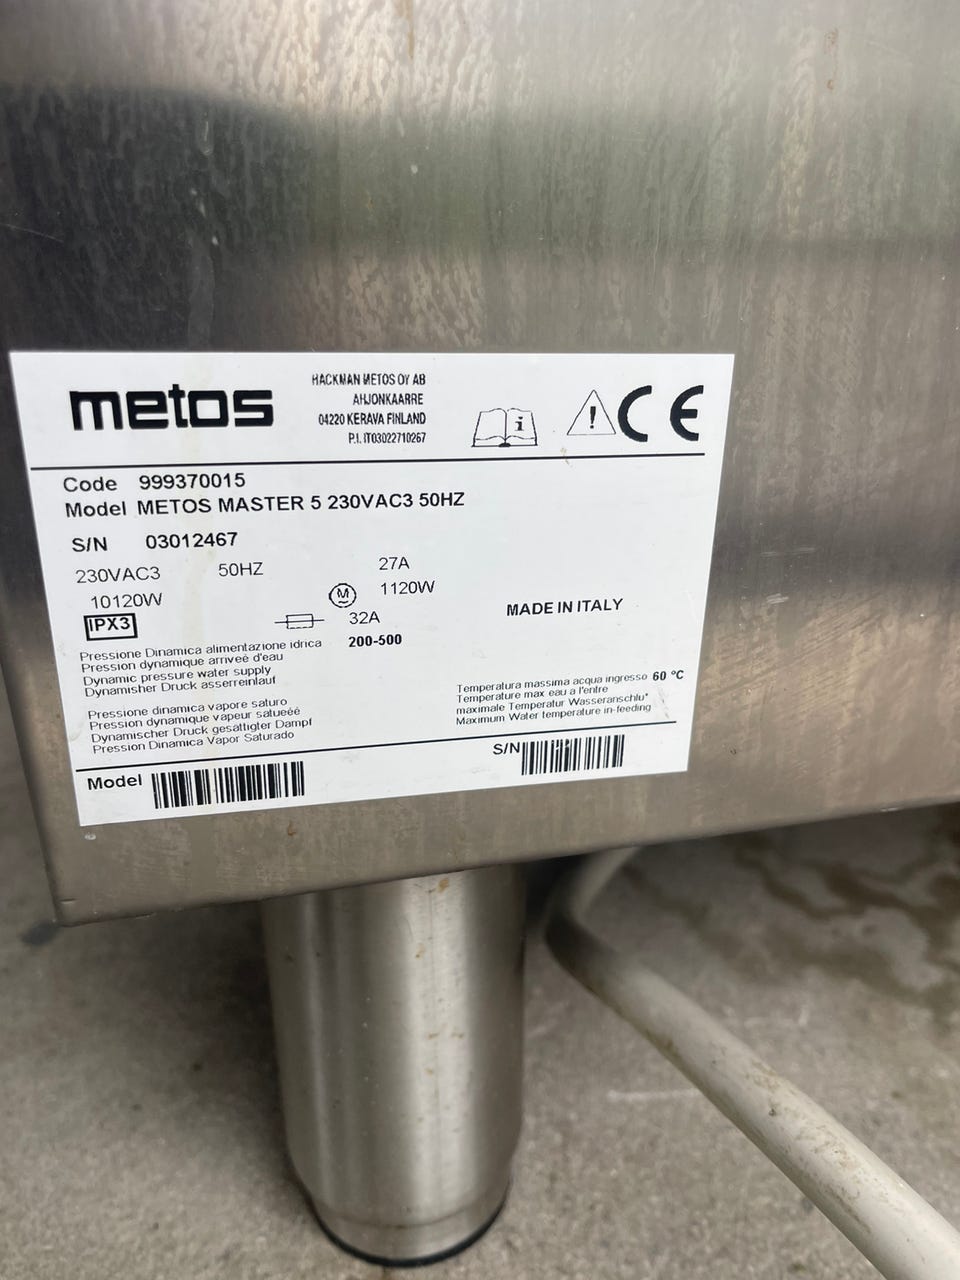 metos
HACKMAN METOS OY AB
AHJONKAARRE
04220 KERAVA FINLAND
P.I. IT03022710267
i
!
CE
Code 999370015
Model METOS MASTER 5 230VAC3 50HZ
S/N 03012467
230VAC3 50HZ 27A
10120W M 1120W
IPX3 32A
MADE IN ITALY
Pressione Dinamica alimentazione idrica 200-500
Pression dynamique arriveè d'eau
Dynamic pressure water supply
Dynamisher Druck asserreinlauf
Temperatura massima acqua ingresso 60 °C
Temperature max eau a l'entre
maximale Temperatur Wasseranschlu*
Maximum Water temperature in-feeding
Pressione dinamica vapore saturo
Pression dynamique vapeur satueéé
Dynamischer Druck gesättigter Dampf
Pression Dinamica Vapor Saturado
Model
S/N